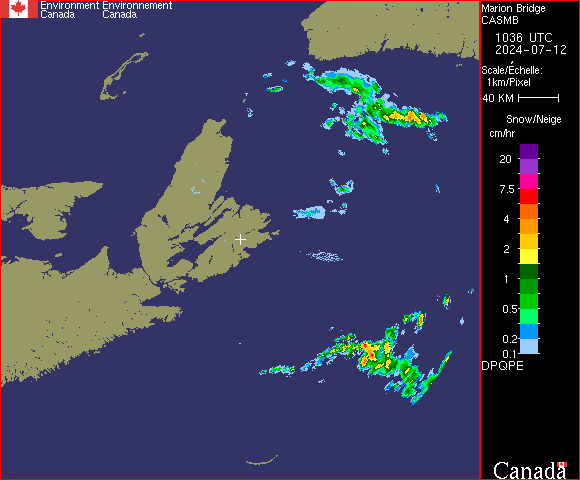 Environment Environnement
Canada Canada
Marion Bridge
CASMB
1036 UTC
2024-07-12
Scale/Échelle:
1km/Pixel
40 KM
Snow/Neige
cm/hr
20
7.5
4
2
1
0.5
0.2
0.1
DPQPE
Canada